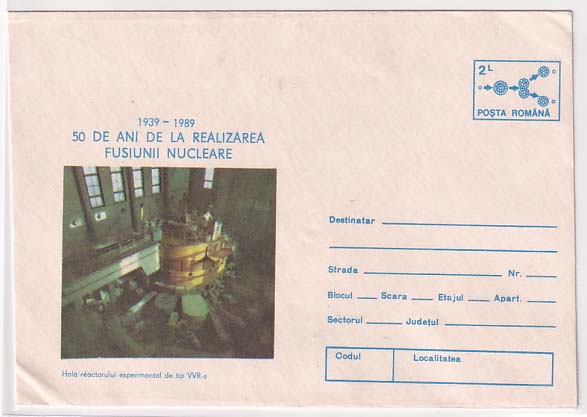 1939 - 1989
50 DE ANI DE LA REALIZAREA
FUSIUNII NUCLEARE
Hala reactorului experimental de tip VVR-s
2 L
POȘTA ROMÂNĂ
Destinatar
Strada Nr.
Blocul Scara Etajul Apart.
Sectorul Județul
Codul Localitatea